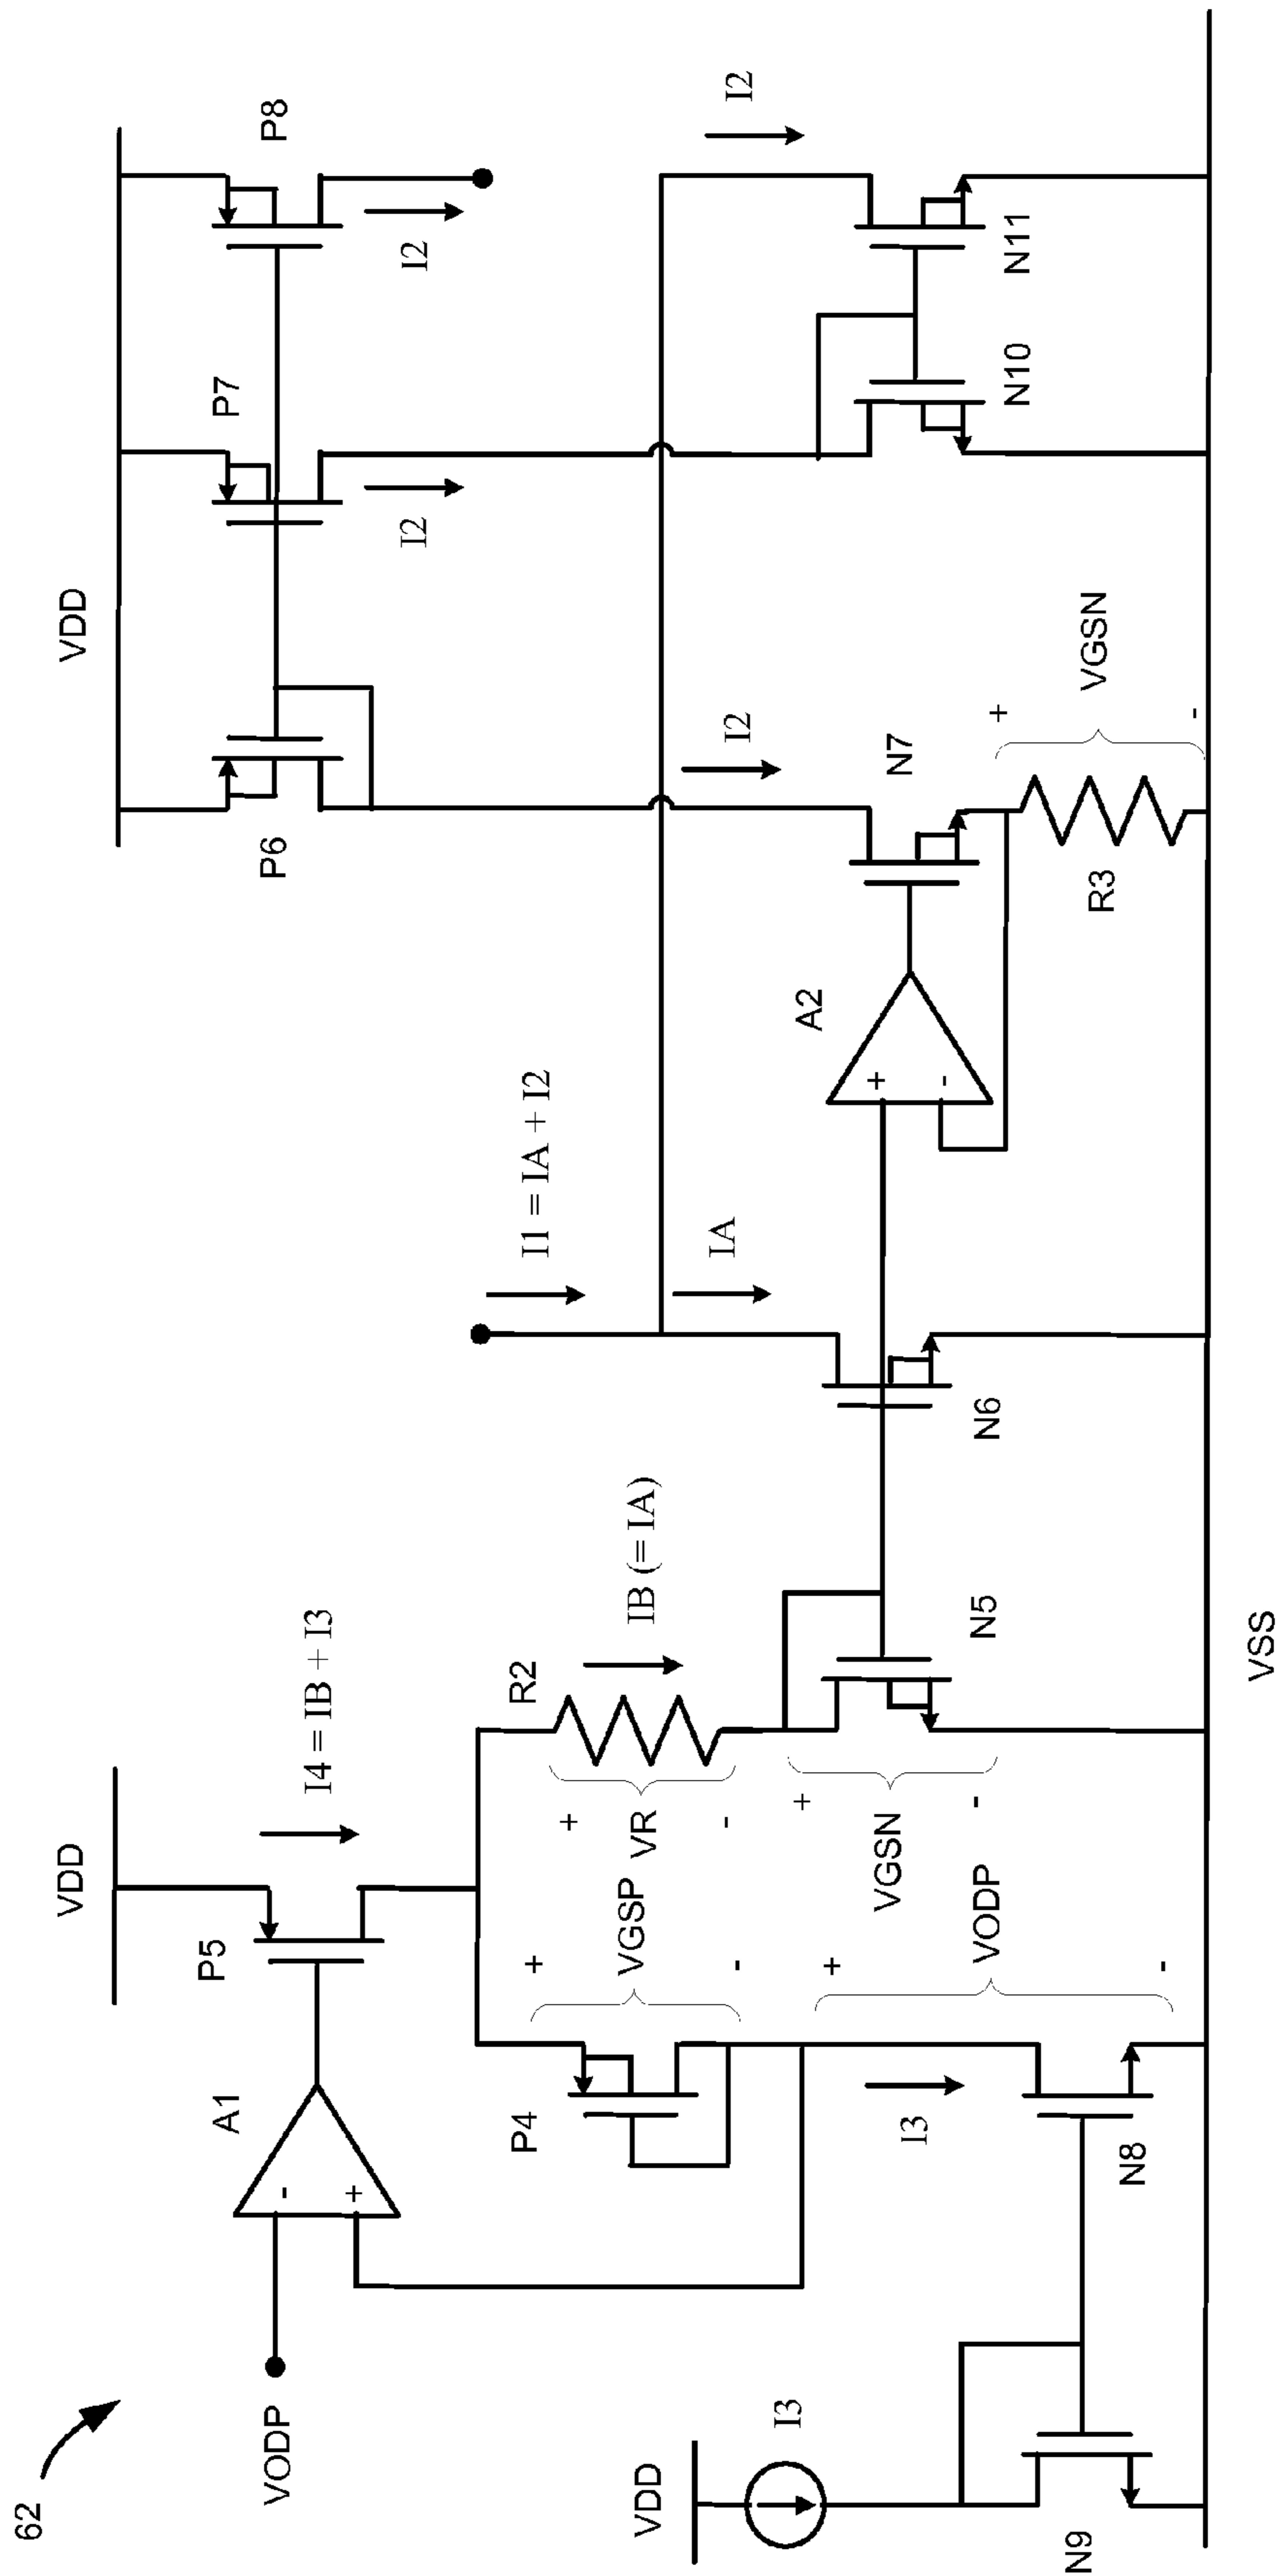 62
VDD
VDD
VODP
A1
-
+
P5
I4 = IB + I3
P6
P7
P8
I2
I2
P4
+
VGSP
-
+
VR
-
R2
IB (= IA)
I1 = IA + I2
IA
I2
I2
VDD
I3
I3
+
VODP
-
+
VGSN
-
N5
N6
A2
+
-
N7
R3
+
VGSN
-
N10
N11
N9
N8
VSS